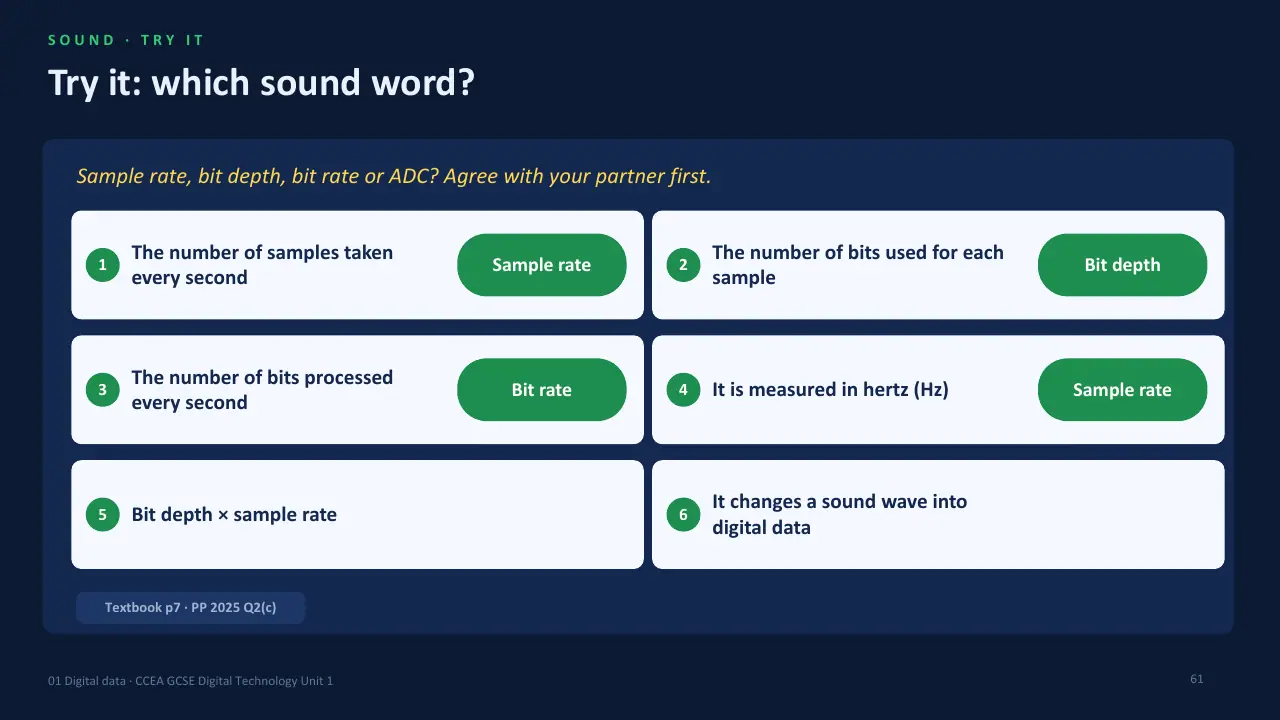 SOUND · TRY IT
Try it: which sound word?
Sample rate, bit depth, bit rate or ADC? Agree with your partner first.
1
The number of samples taken
every second
Sample rate
2
The number of bits used for each
sample
Bit depth
3
The number of bits processed
every second
Bit rate
4
It is measured in hertz (Hz)
Sample rate
5
Bit depth × sample rate
6
It changes a sound wave into
digital data
Textbook p7 · PP 2025 Q2(c)
01 Digital data · CCEA GCSE Digital Technology Unit 1
61